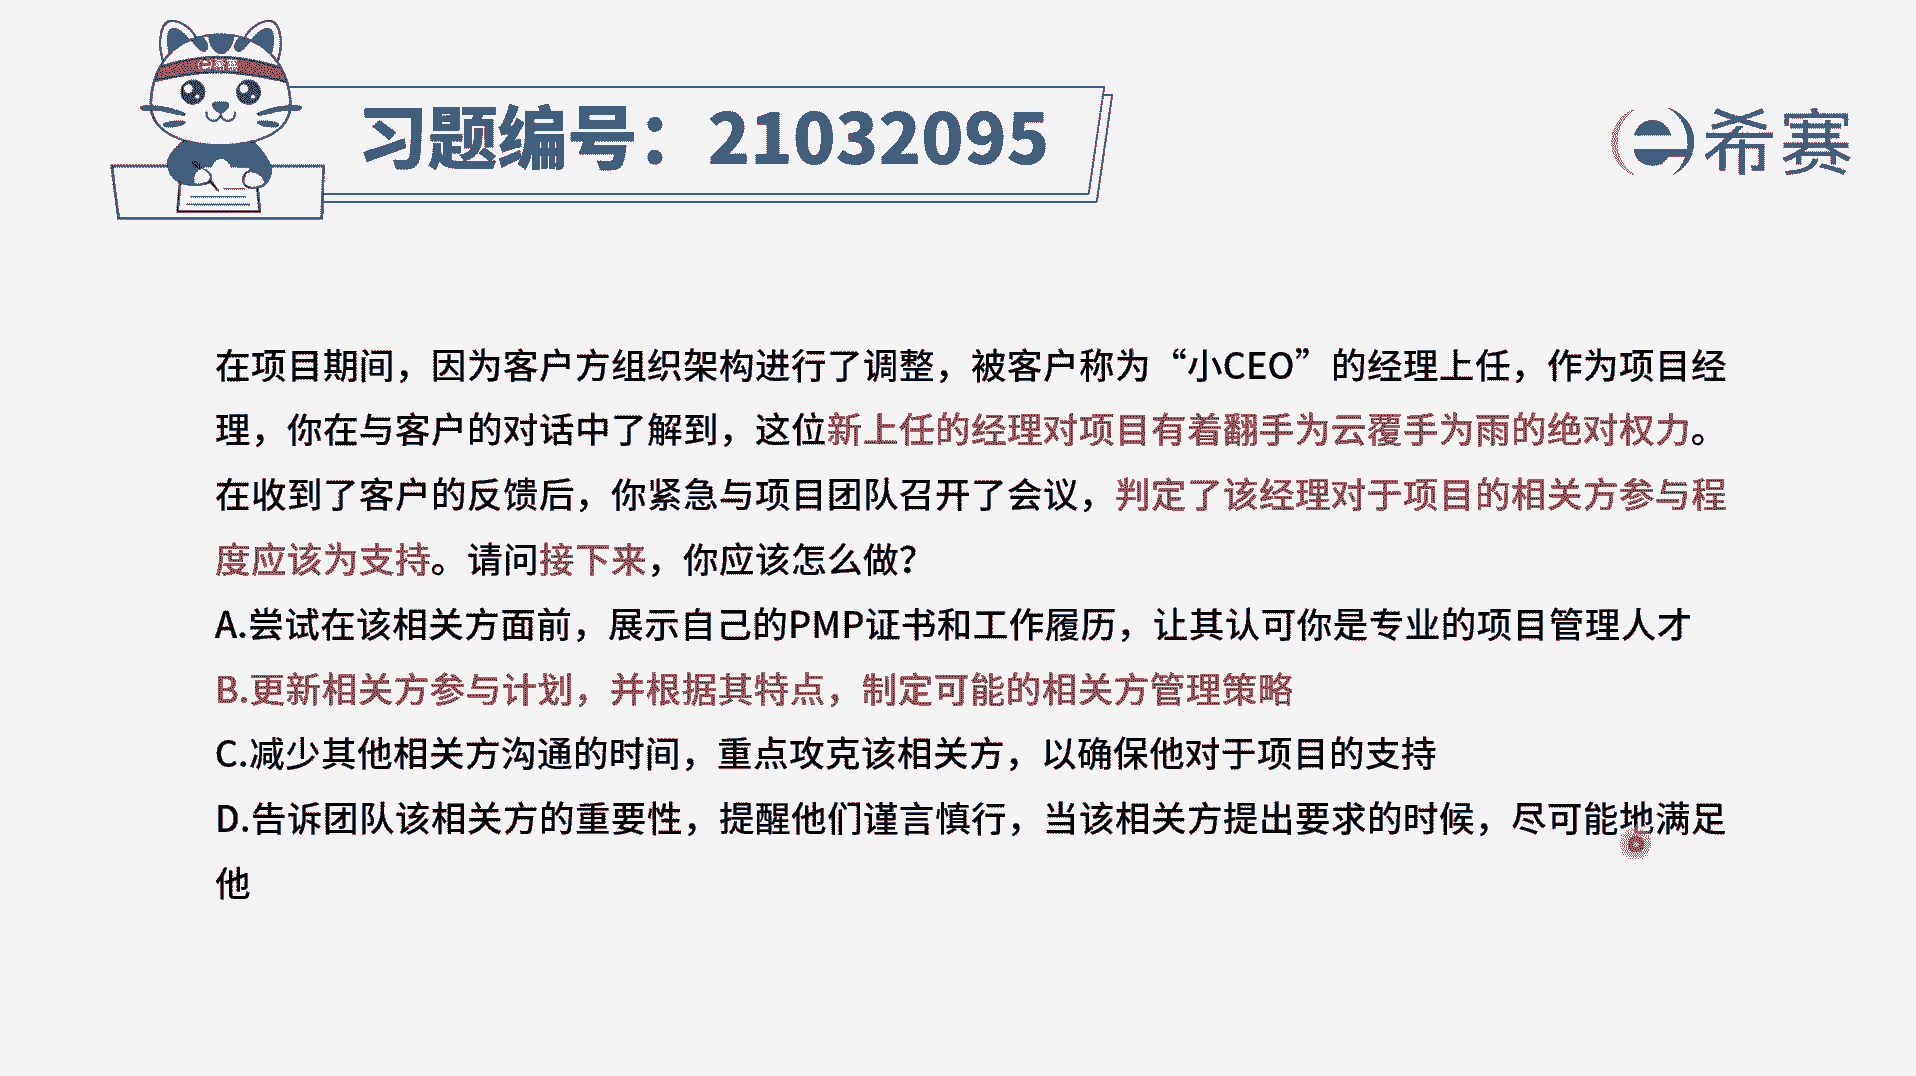 e希赛
习题编号：21032095
e希赛
在项目期间，因为客户方组织架构进行了调整，被客户称为“小CEO”的经理上任，作为项目经
理，你在与客户的对话中了解到，这位新上任的经理对项目有着翻手为云覆手为雨的绝对权力。
在收到了客户的反馈后，你紧急与项目团队召开了会议，判定了该经理对于项目的相关方参与程
度应该为支持。请问接下来，你应该怎么做？
A.尝试在该相关方面前，展示自己的PMP证书和工作履历，让其认可你是专业的项目管理人才
B.更新相关方参与计划，并根据其特点，制定可能的相关方管理策略
C.减少其他相关方沟通的时间，重点攻克该相关方，以确保他对于项目的支持
D.告诉团队该相关方的重要性，提醒他们谨言慎行，当该相关方提出要求的时候，尽可能地满足
他